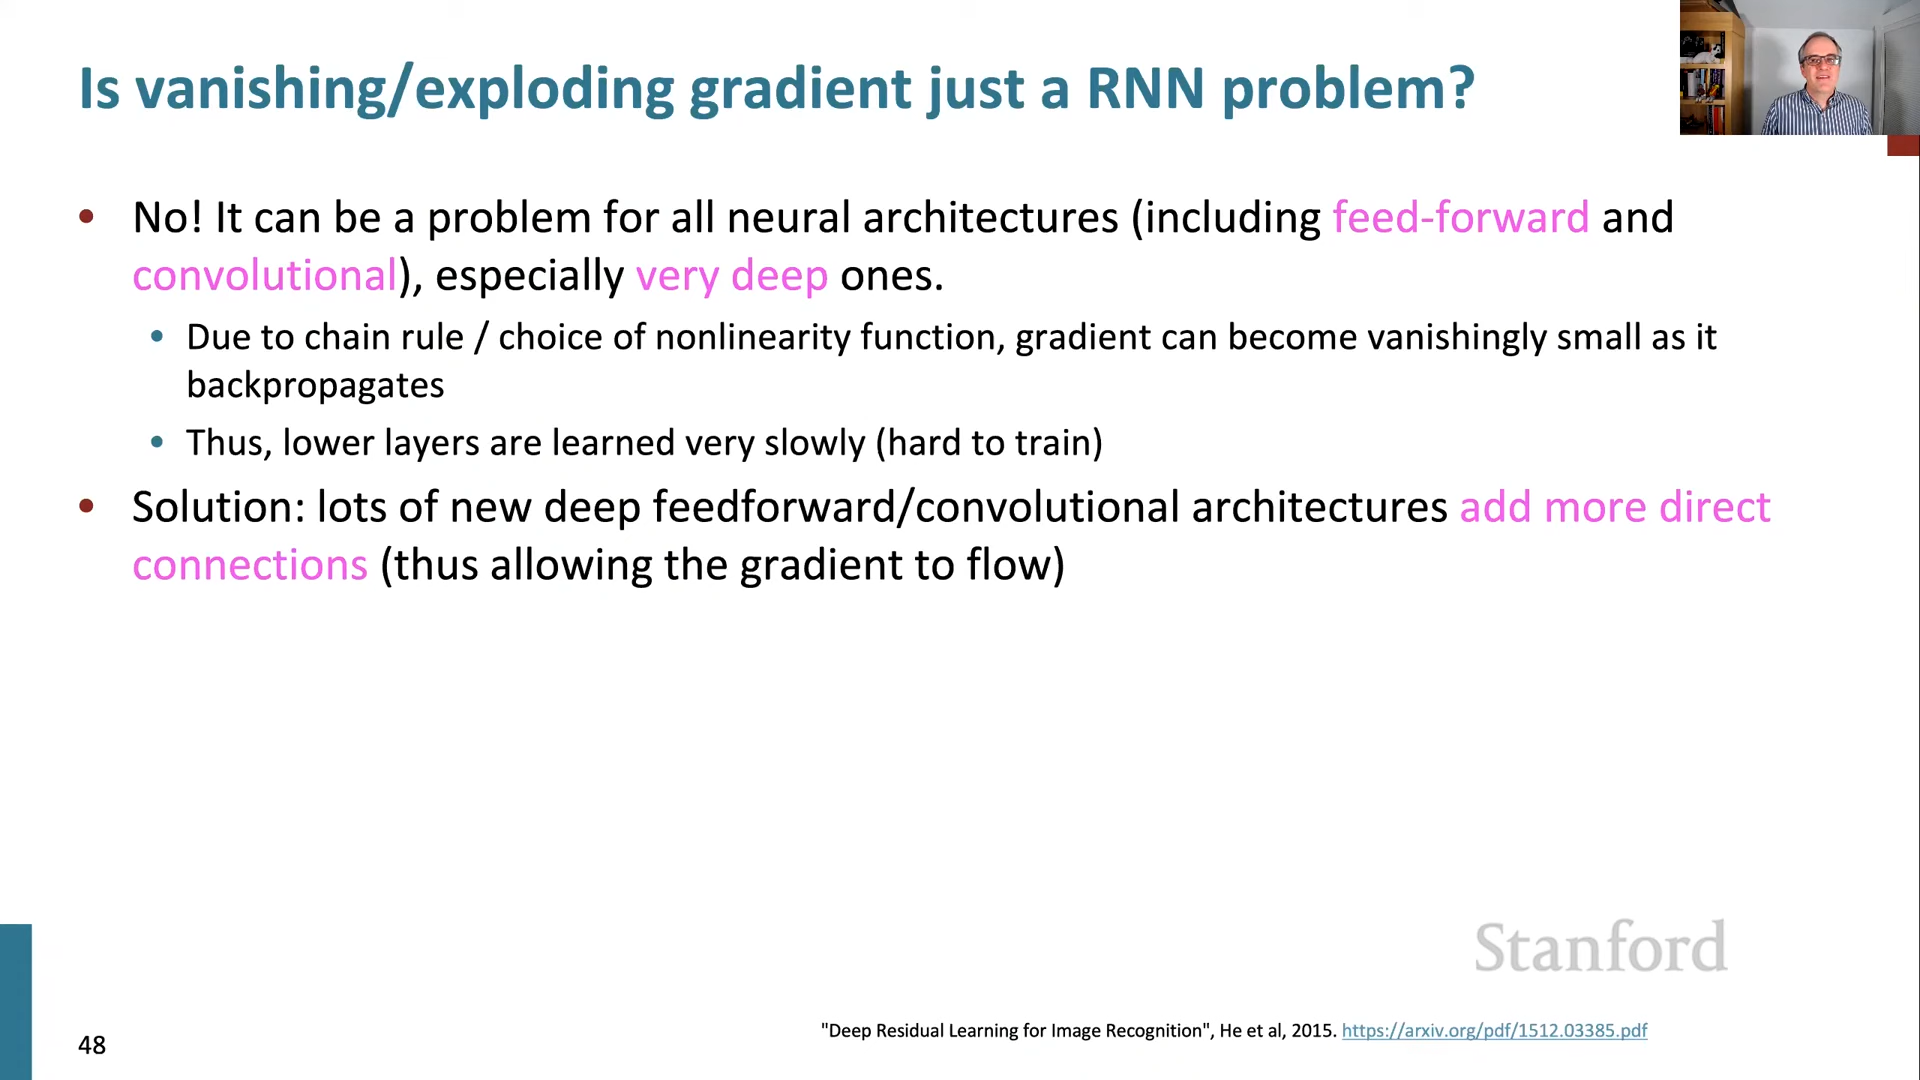 Is vanishing/exploding gradient just a RNN problem?
• No! It can be a problem for all neural architectures (including feed-forward and
convolutional), especially very deep ones.
• Due to chain rule / choice of nonlinearity function, gradient can become vanishingly small as it
backpropagates
• Thus, lower layers are learned very slowly (hard to train)
• Solution: lots of new deep feedforward/convolutional architectures add more direct
connections (thus allowing the gradient to flow)
Stanford
"Deep Residual Learning for Image Recognition", He et al, 2015. https://arxiv.org/pdf/1512.03385.pdf
48